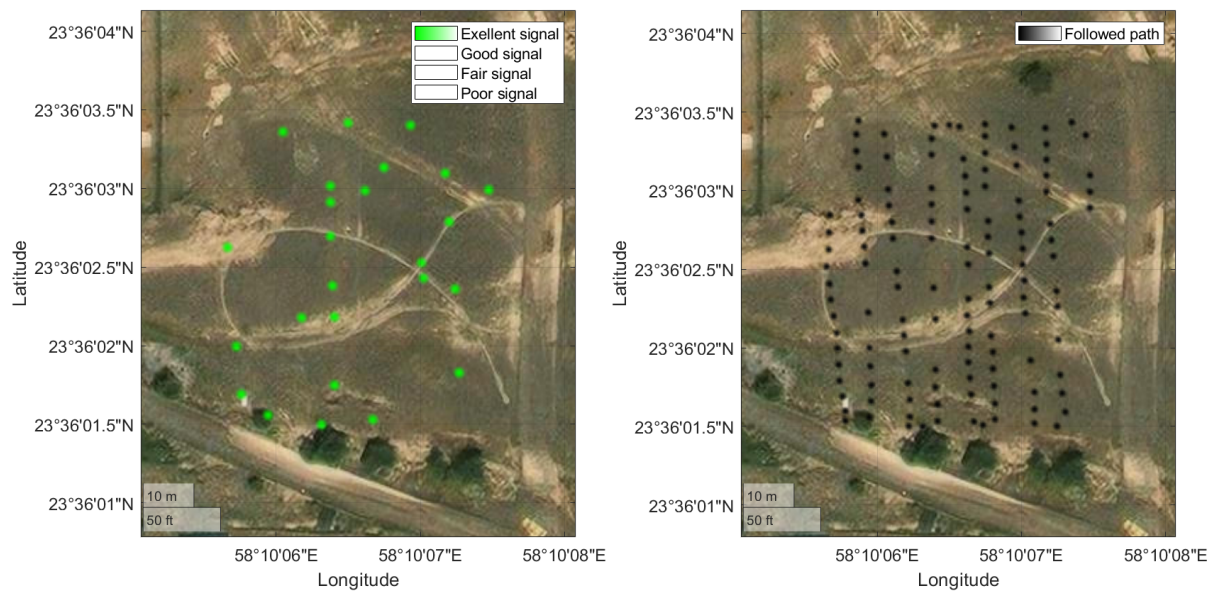 23°36'04"N
23°36'03.5"N
23°36'03"N
23°36'02.5"N
23°36'02"N
23°36'01.5"N
23°36'01"N
Latitude
Exellent signal
Good signal
Fair signal
Poor signal
10 m
50 ft
58°10'06"E
58°10'07"E
58°10'08"E
Longitude
23°36'04"N
23°36'03.5"N
23°36'03"N
23°36'02.5"N
23°36'02"N
23°36'01.5"N
23°36'01"N
Latitude
Followed path
10 m
50 ft
58°10'06"E
58°10'07"E
58°10'08"E
Longitude